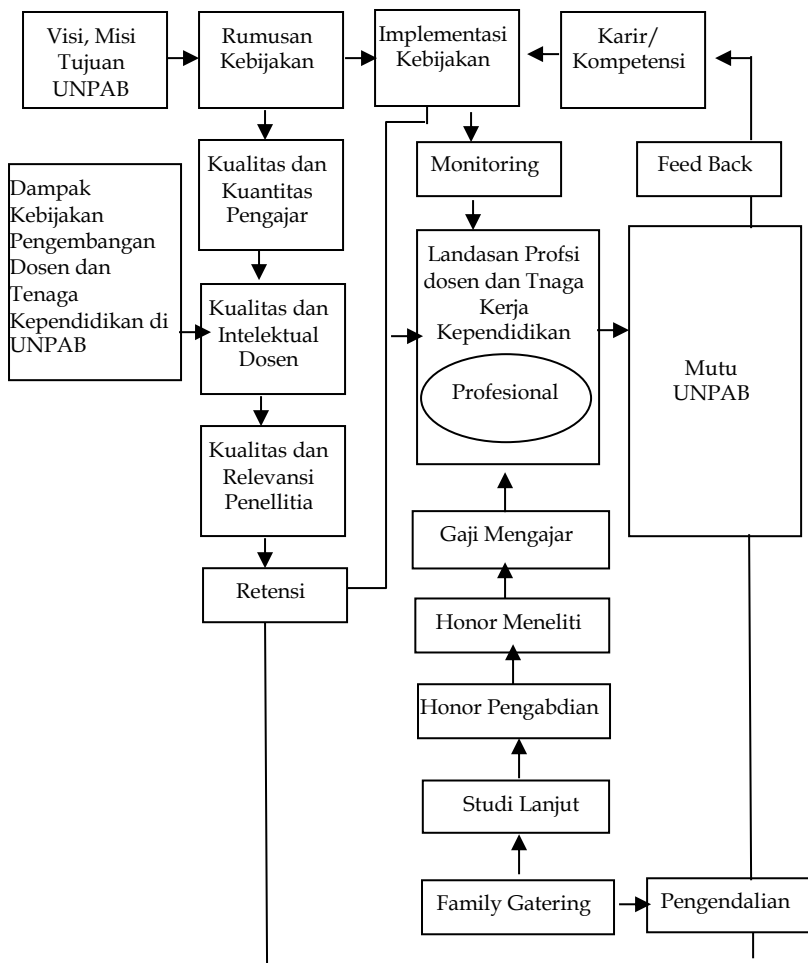 Visi, Misi
Tujuan
UNPAB
Rumusan
Kebijakan
Implementasi
Kebijakan
Karir/
Kompetensi
Kualitas dan
Kuantitas
Pengajar
Monitoring
Feed Back
Dampak
Kebijakan
Pengembangan
Dosen dan
Tenaga
Kependidikan di
UNPAB
Kualitas dan
Intelektual
Dosen
Landasan Profsi
dosen dan Tnaga
Kerja
Kependidikan
Profesional
Mutu
UNPAB
Kualitas dan
Relevansi
Penellitia
Gaji Mengajar
Retensi
Honor Meneliti
Honor Pengabdian
Studi Lanjut
Family Gatering
Pengendalian